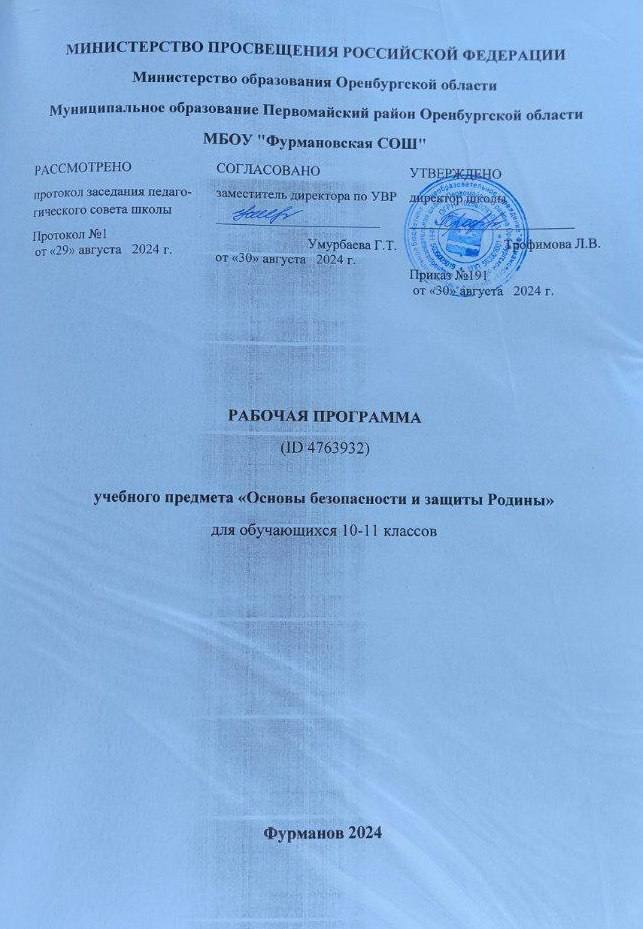 МИНИСТЕРСТВО ПРОСВЕЩЕНИЯ РОССИЙСКОЙ ФЕДЕРАЦИИ
Министерство образования Оренбургской области
Муниципальное образование Первомайский район Оренбургской области
МБОУ "Фурмановская СОШ"
РАССМОТРЕНО
протокол заседания педаго-
гического совета школы
Протокол №1
от «29» августа 2024 г.
СОГЛАСОВАНО
заместитель директора по УВР
Умурбаева Г.Т.
от «30» августа 2024 г.
УТВЕРЖДЕНО
директор школы
Трофимова Л.В.
Приказ №191
от «30» августа 2024 г.
РАБОЧАЯ ПРОГРАММА
(ID 4763932)
учебного предмета «Основы безопасности и защиты Родины»
для обучающихся 10-11 классов
Фурманов 2024